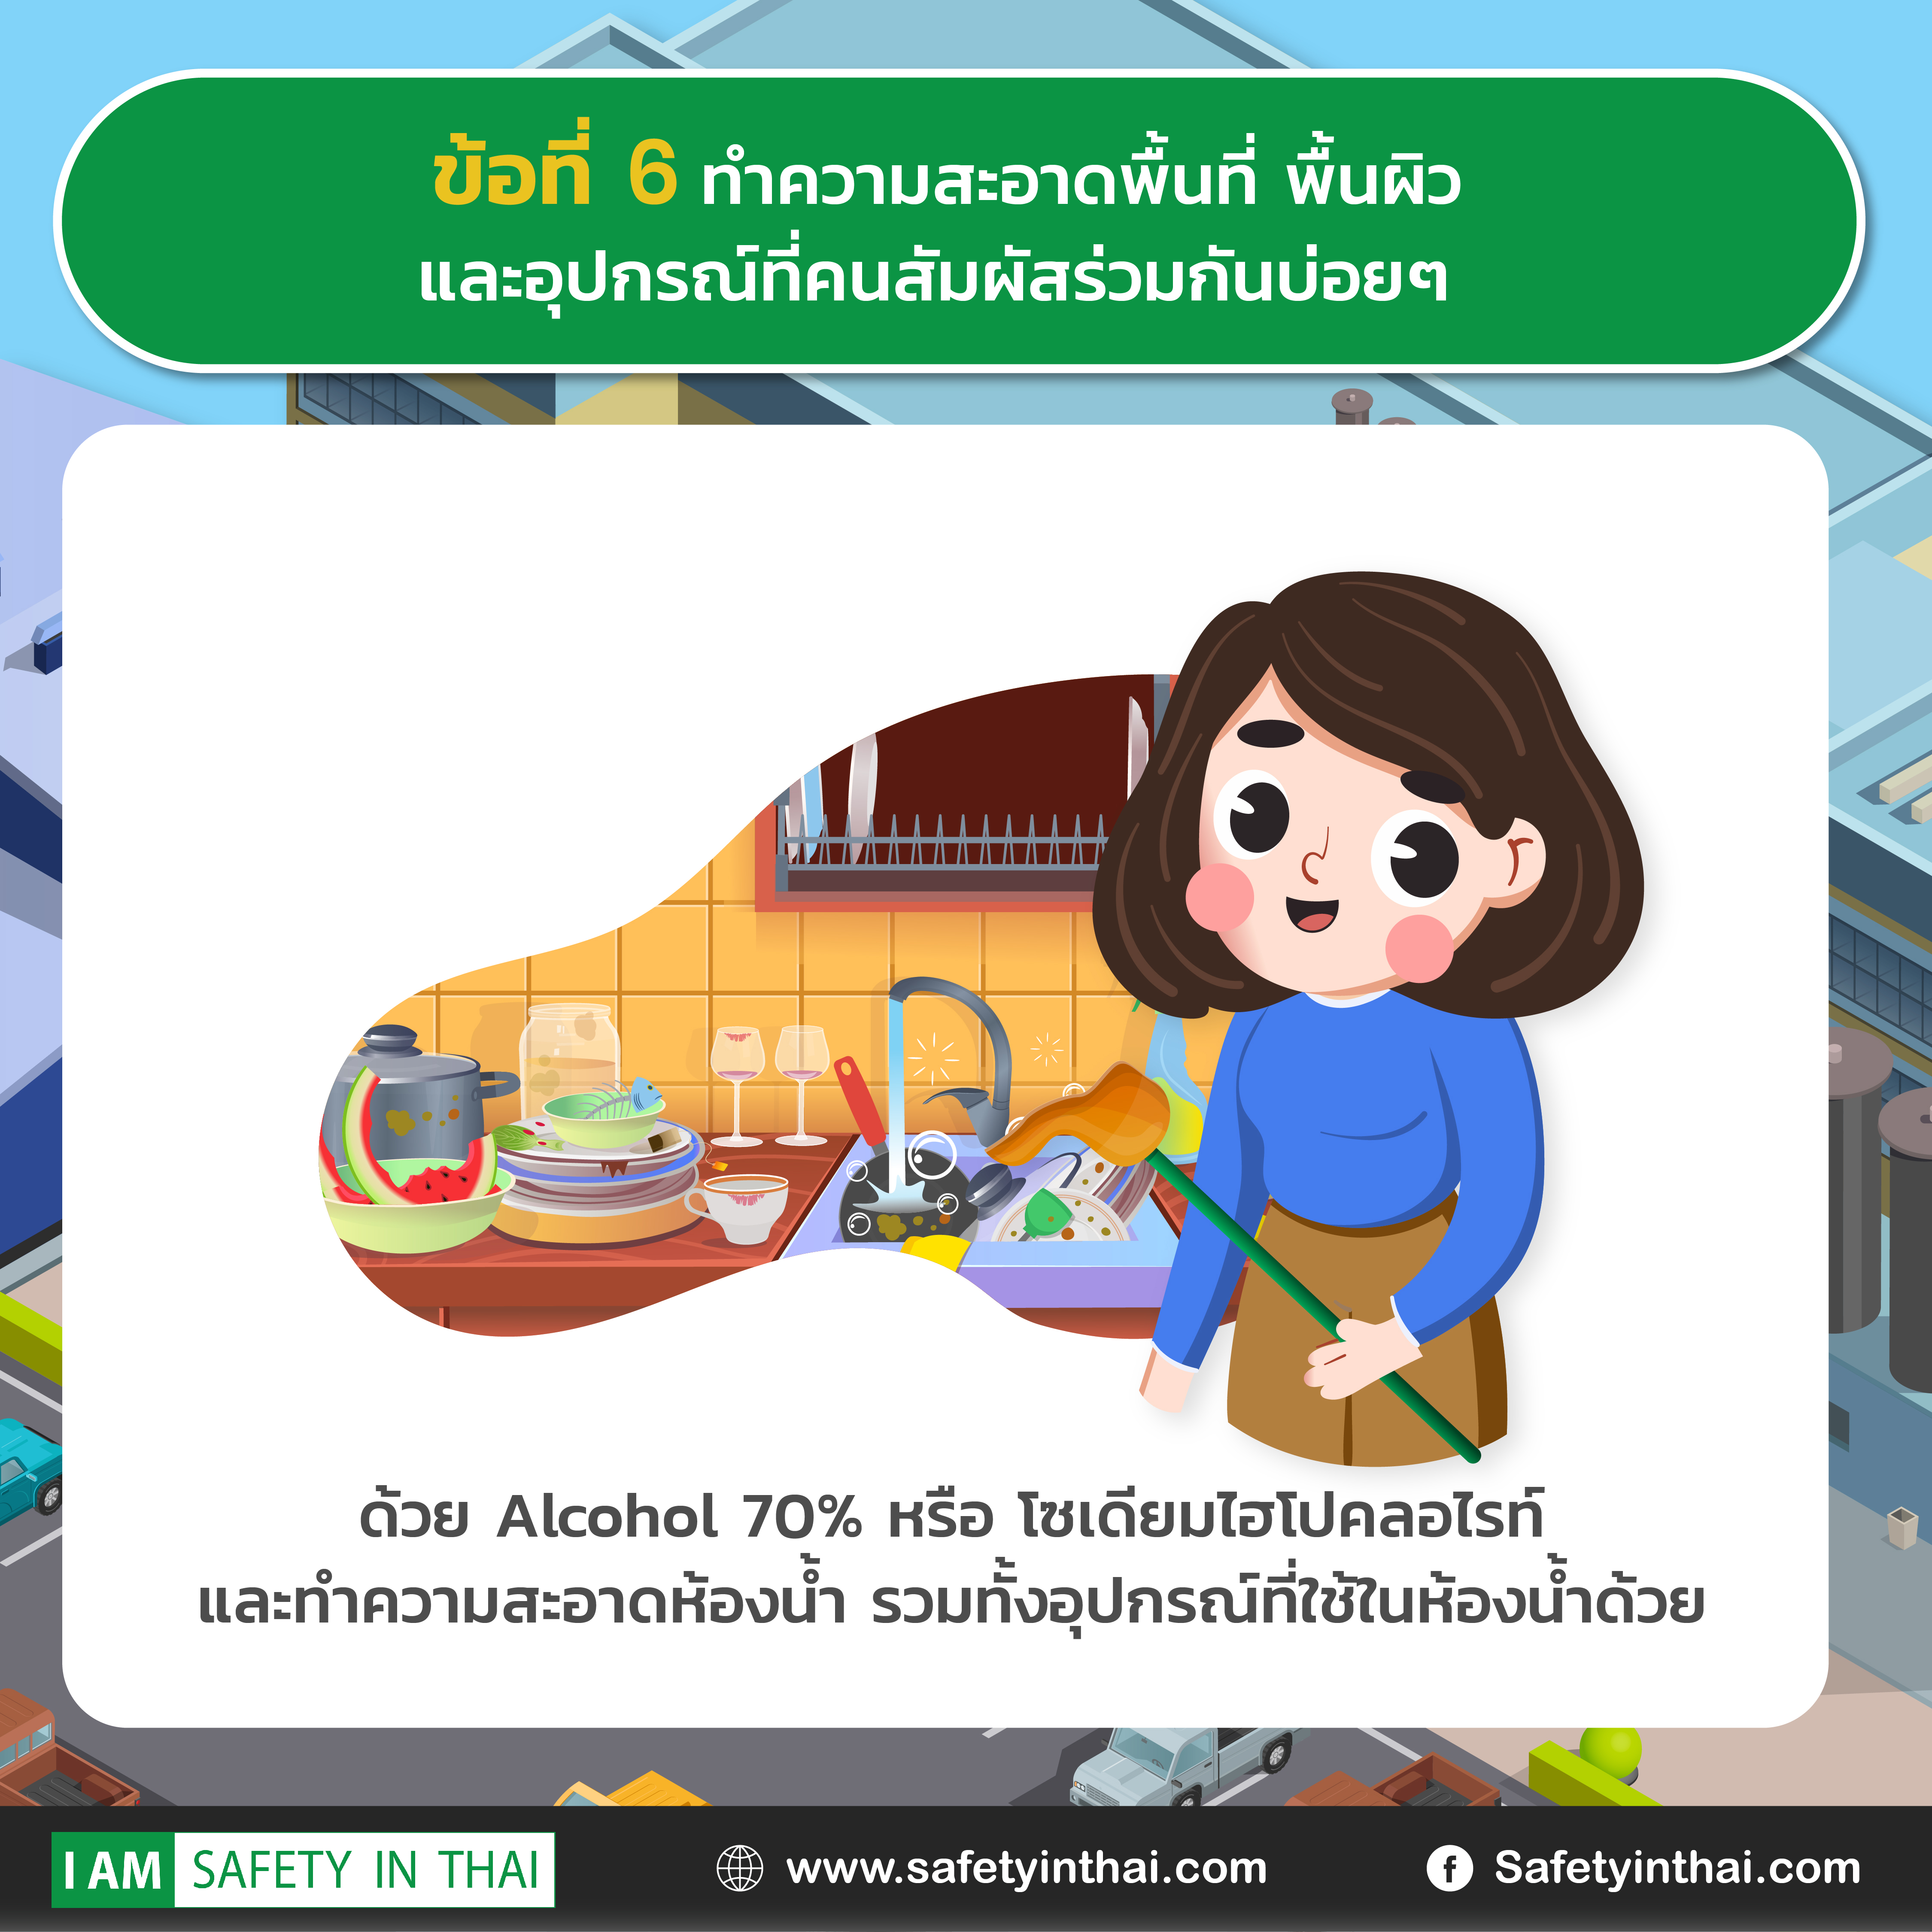 ข้อที่ 6 ทำความสะอาดพื้นที่ พื้นผิว
และอุปกรณ์ที่คนสัมผัสร่วมกันบ่อยๆ
ด้วย Alcohol 70% หรือ โซเดียมไฮโปคลอไรท์
และทำความสะอาดห้องน้ำ รวมทั้งอุปกรณ์ที่ใช้ในห้องน้ำด้วย
I AM SAFETY IN THAI
www.safetyinthai.com
Safetyinthai.com